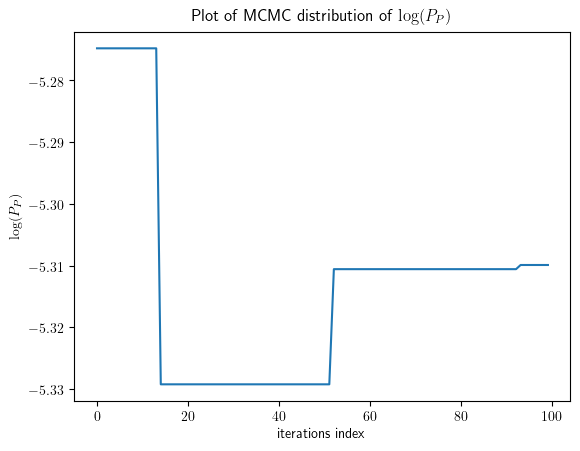 Plot of MCMC distribution of log(P_P)
−5.28
−5.29
−5.30
−5.31
−5.32
−5.33
log(P_P)
0 20 40 60 80 100
iterations index